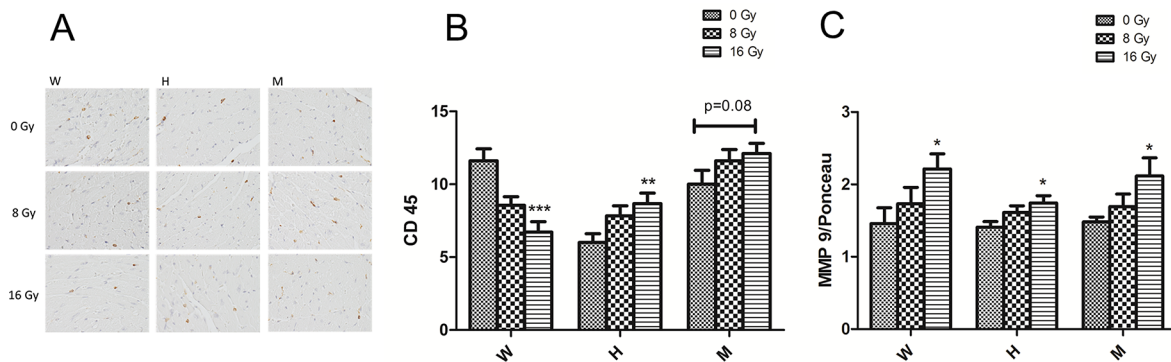 A
W H M
0 Gy
8 Gy
16 Gy
B
0 Gy
8 Gy
16 Gy
CD 45
15
10
5
0
***
**
p=0.08
W H M
C
0 Gy
8 Gy
16 Gy
MMP 9/Ponceau
3
2
1
0
*
*
*
W H M